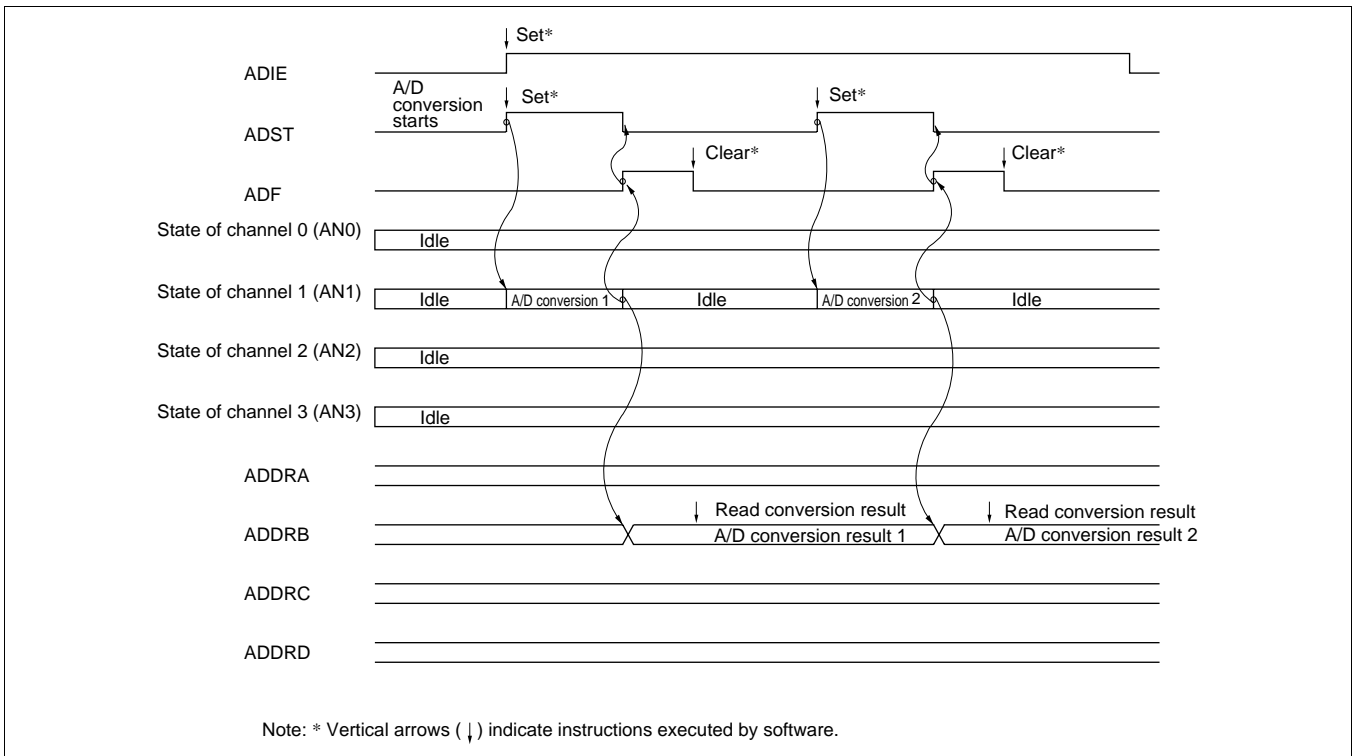 Set*
ADIE
A/D
conversion
starts
Set*
Set*
ADST
Clear*
Clear*
ADF
State of channel 0 (AN0)
Idle
State of channel 1 (AN1)
Idle
A/D conversion 1
Idle
A/D conversion 2
Idle
State of channel 2 (AN2)
Idle
State of channel 3 (AN3)
Idle
ADDRA
Read conversion result
Read conversion result
ADDRB
A/D conversion result 1
A/D conversion result 2
ADDRC
ADDRD
Note: * Vertical arrows (↓) indicate instructions executed by software.